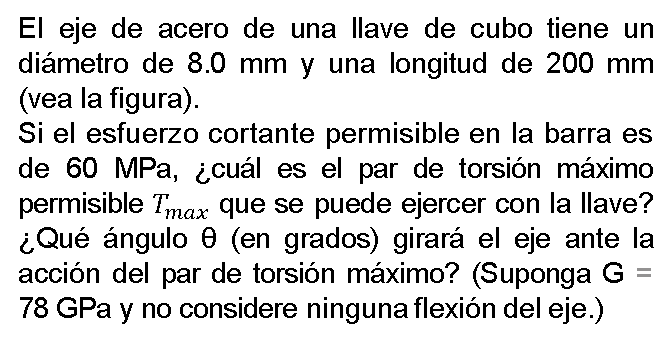 El eje de acero de una llave de cubo tiene un
diámetro de 8.0 mm y una longitud de 200 mm
(vea la figura).
Si el esfuerzo cortante permisible en la barra es
de 60 MPa, ¿cuál es el par de torsión máximo
permisible T_max que se puede ejercer con la llave?
¿Qué ángulo θ (en grados) girará el eje ante la
acción del par de torsión máximo? (Suponga G =
78 GPa y no considere ninguna flexión del eje.)